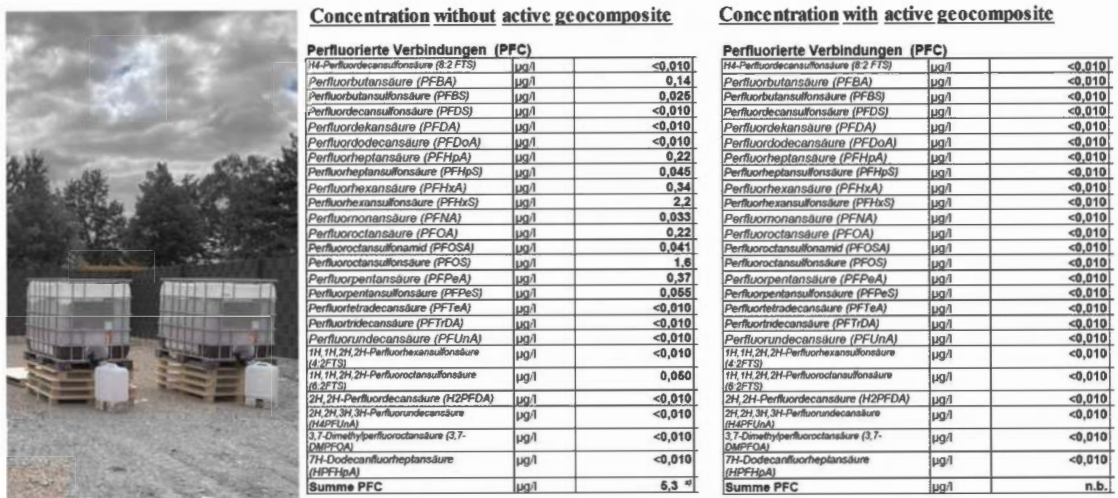 Concentration without active geocomposite
Perfluorierte Verbindungen (PFC)
H4-Perfluordecansulfonsäure (8:2 FTS) µg/l <0,010
Perfluorbutansäure (PFBA) µg/l 0,14
Perfluorbutansulfonsäure (PFBS) µg/l 0,025
Perfluordecansulfonsäure (PFDS) µg/l <0,010
Perfluordekansäure (PFDA) µg/l <0,010
Perfluordodecansäure (PFDoA) µg/l <0,010
Perfluorheptansäure (PFHpA) µg/l 0,22
Perfluorheptansulfonsäure (PFHpS) µg/l 0,045
Perfluorhexansäure (PFHxA) µg/l 0,34
Perfluorhexansulfonsäure (PFHxS) µg/l 2,2
Perfluornonansäure (PFNA) µg/l 0,033
Perfluoroctansäure (PFOA) µg/l 0,22
Perfluoroctansulfonamid (PFOSA) µg/l 0,041
Perfluoroctansulfonsäure (PFOS) µg/l 1,6
Perfluorpentansäure (PFPeA) µg/l 0,37
Perfluorpentansulfonsäure (PFPeS) µg/l 0,055
Perfluortetradecansäure (PFTeA) µg/l <0,010
Perfluortridecansäure (PFTrDA) µg/l <0,010
Perfluorundecansäure (PFUnA) µg/l <0,010
1H,1H,2H,2H-Perfluorhexansulfonsäure µg/l <0,010
(4:2FTS)
1H,1H,2H,2H-Perfluoroctansulfonsäure µg/l 0,050
(6:2FTS)
2H,2H-Perfluordecansäure (H2PFDA) µg/l <0,010
2H,2H,3H,3H-Perfluorundecansäure µg/l <0,010
(H4PFUnA)
3,7-Dimethylperfluoroctansäure (3,7- µg/l <0,010
DMPFOA)
7H-Dodecanfluorheptansäure µg/l <0,010
(HPFHpA)
Summe PFC µg/l 5,3 x)
Concentration with active geocomposite
Perfluorierte Verbindungen (PFC)
H4-Perfluordecansulfonsäure (8:2 FTS) µg/l <0,010
Perfluorbutansäure (PFBA) µg/l <0,010
Perfluorbutansulfonsäure (PFBS) µg/l <0,010
Perfluordecansulfonsäure (PFDS) µg/l <0,010
Perfluordekansäure (PFDA) µg/l <0,010
Perfluordodecansäure (PFDoA) µg/l <0,010
Perfluorheptansäure (PFHpA) µg/l <0,010
Perfluorheptansulfonsäure (PFHpS) µg/l <0,010
Perfluorhexansäure (PFHxA) µg/l <0,010
Perfluorhexansulfonsäure (PFHxS) µg/l <0,010
Perfluornonansäure (PFNA) µg/l <0,010
Perfluoroctansäure (PFOA) µg/l <0,010
Perfluoroctansulfonamid (PFOSA) µg/l <0,010
Perfluoroctansulfonsäure (PFOS) µg/l <0,010
Perfluorpentansäure (PFPeA) µg/l <0,010
Perfluorpentansulfonsäure (PFPeS) µg/l <0,010
Perfluortetradecansäure (PFTeA) µg/l <0,010
Perfluortridecansäure (PFTrDA) µg/l <0,010
Perfluorundecansäure (PFUnA) µg/l <0,010
1H,1H,2H,2H-Perfluorhexansulfonsäure µg/l <0,010
(4:2FTS)
1H,1H,2H,2H-Perfluoroctansulfonsäure µg/l <0,010
(6:2FTS)
2H,2H-Perfluordecansäure (H2PFDA) µg/l <0,010
2H,2H,3H,3H-Perfluorundecansäure µg/l <0,010
(H4PFUnA)
3,7-Dimethylperfluoroctansäure (3,7- µg/l <0,010
DMPFOA)
7H-Dodecanfluorheptansäure µg/l <0,010
(HPFHpA)
Summe PFC µg/l n.b.